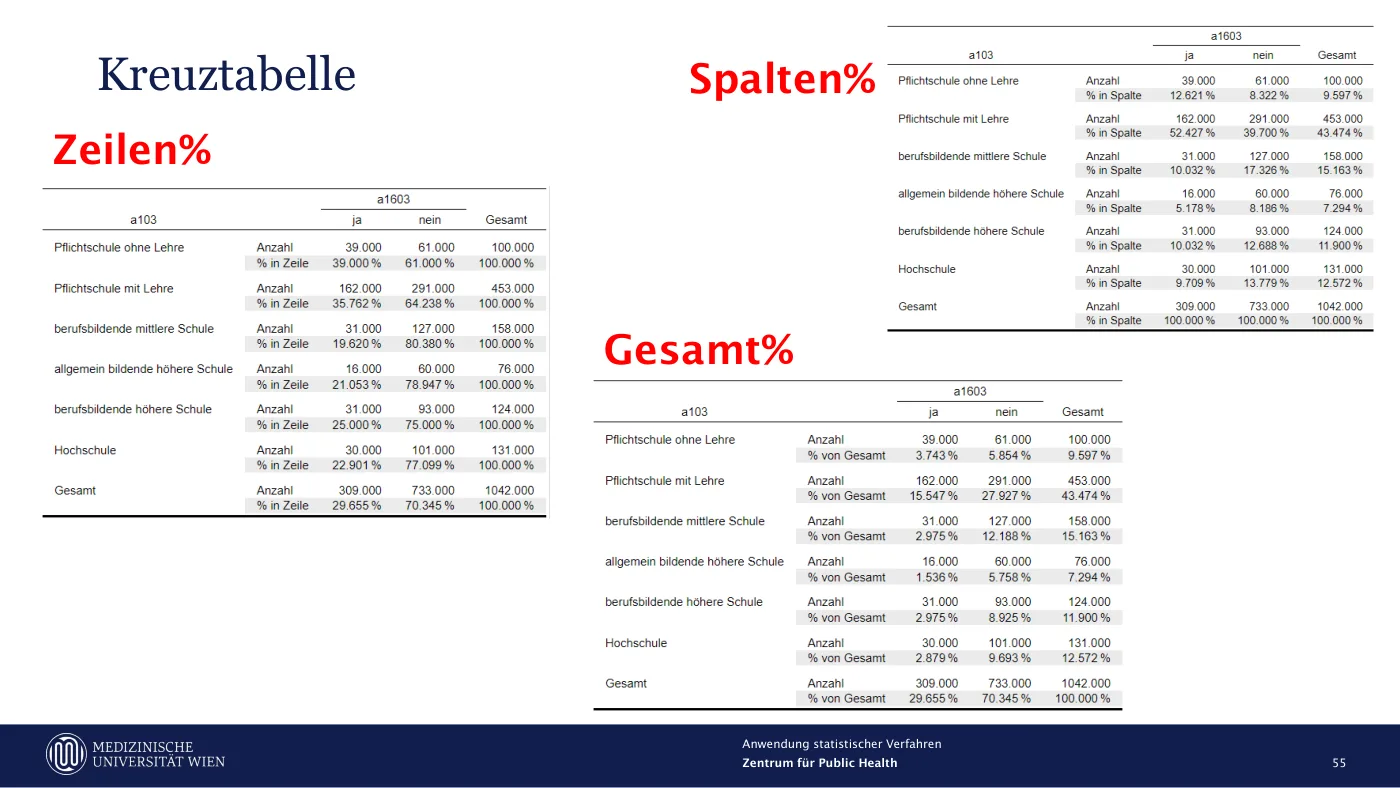 Kreuztabelle
Zeilen%
a1603
a103 ja nein Gesamt
Pflichtschule ohne Lehre Anzahl 39.000 61.000 100.000
% in Zeile 39.000 % 61.000 % 100.000 %
Pflichtschule mit Lehre Anzahl 162.000 291.000 453.000
% in Zeile 35.762 % 64.238 % 100.000 %
berufsbildende mittlere Schule Anzahl 31.000 127.000 158.000
% in Zeile 19.620 % 80.380 % 100.000 %
allgemein bildende höhere Schule Anzahl 16.000 60.000 76.000
% in Zeile 21.053 % 78.947 % 100.000 %
berufsbildende höhere Schule Anzahl 31.000 93.000 124.000
% in Zeile 25.000 % 75.000 % 100.000 %
Hochschule Anzahl 30.000 101.000 131.000
% in Zeile 22.901 % 77.099 % 100.000 %
Gesamt Anzahl 309.000 733.000 1042.000
% in Zeile 29.655 % 70.345 % 100.000 %
Spalten%
a1603
a103 ja nein Gesamt
Pflichtschule ohne Lehre Anzahl 39.000 61.000 100.000
% in Spalte 12.621 % 8.322 % 9.597 %
Pflichtschule mit Lehre Anzahl 162.000 291.000 453.000
% in Spalte 52.427 % 39.700 % 43.474 %
berufsbildende mittlere Schule Anzahl 31.000 127.000 158.000
% in Spalte 10.032 % 17.326 % 15.163 %
allgemein bildende höhere Schule Anzahl 16.000 60.000 76.000
% in Spalte 5.178 % 8.186 % 7.294 %
berufsbildende höhere Schule Anzahl 31.000 93.000 124.000
% in Spalte 10.032 % 12.688 % 11.900 %
Hochschule Anzahl 30.000 101.000 131.000
% in Spalte 9.709 % 13.779 % 12.572 %
Gesamt Anzahl 309.000 733.000 1042.000
% in Spalte 100.000 % 100.000 % 100.000 %
Gesamt%
a1603
a103 ja nein Gesamt
Pflichtschule ohne Lehre Anzahl 39.000 61.000 100.000
% von Gesamt 3.743 % 5.854 % 9.597 %
Pflichtschule mit Lehre Anzahl 162.000 291.000 453.000
% von Gesamt 15.547 % 27.927 % 43.474 %
berufsbildende mittlere Schule Anzahl 31.000 127.000 158.000
% von Gesamt 2.975 % 12.188 % 15.163 %
allgemein bildende höhere Schule Anzahl 16.000 60.000 76.000
% von Gesamt 1.536 % 5.758 % 7.294 %
berufsbildende höhere Schule Anzahl 31.000 93.000 124.000
% von Gesamt 2.975 % 8.925 % 11.900 %
Hochschule Anzahl 30.000 101.000 131.000
% von Gesamt 2.879 % 9.693 % 12.572 %
Gesamt Anzahl 309.000 733.000 1042.000
% von Gesamt 29.655 % 70.345 % 100.000 %
MEDIZINISCHE
UNIVERSITÄT WIEN
Anwendung statistischer Verfahren
Zentrum für Public Health
55